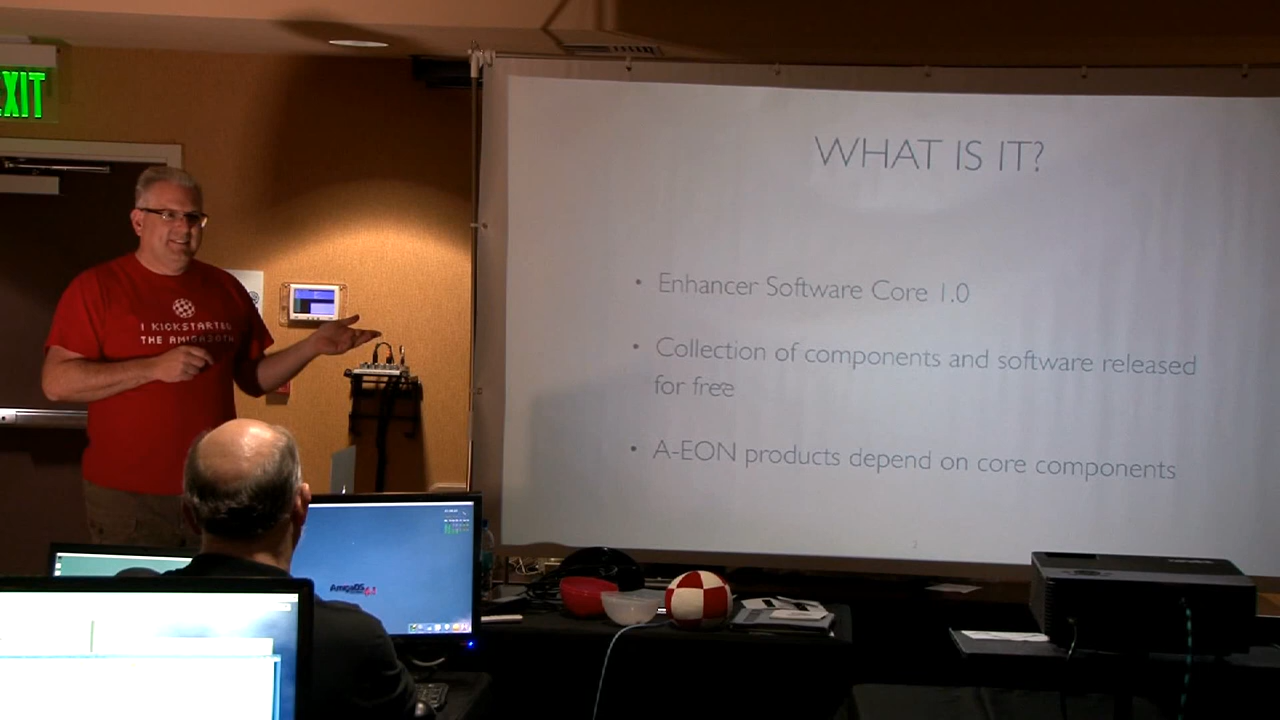 EXIT
WHAT IS IT?
• Enhancer Software Core 1.0
• Collection of components and software released
for free
• A-EON products depend on core components
I KICKSTARTED
THE AMIGA30TH
AmigaOS